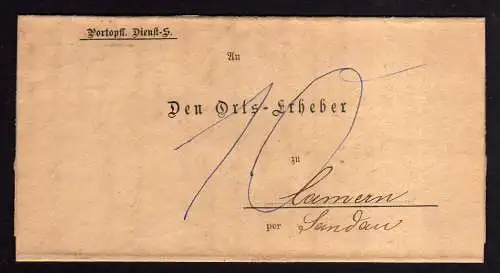 Portopfl. Dienst-S.
An
Den Orts-Erheber
10
zu
Camern
per Sandau